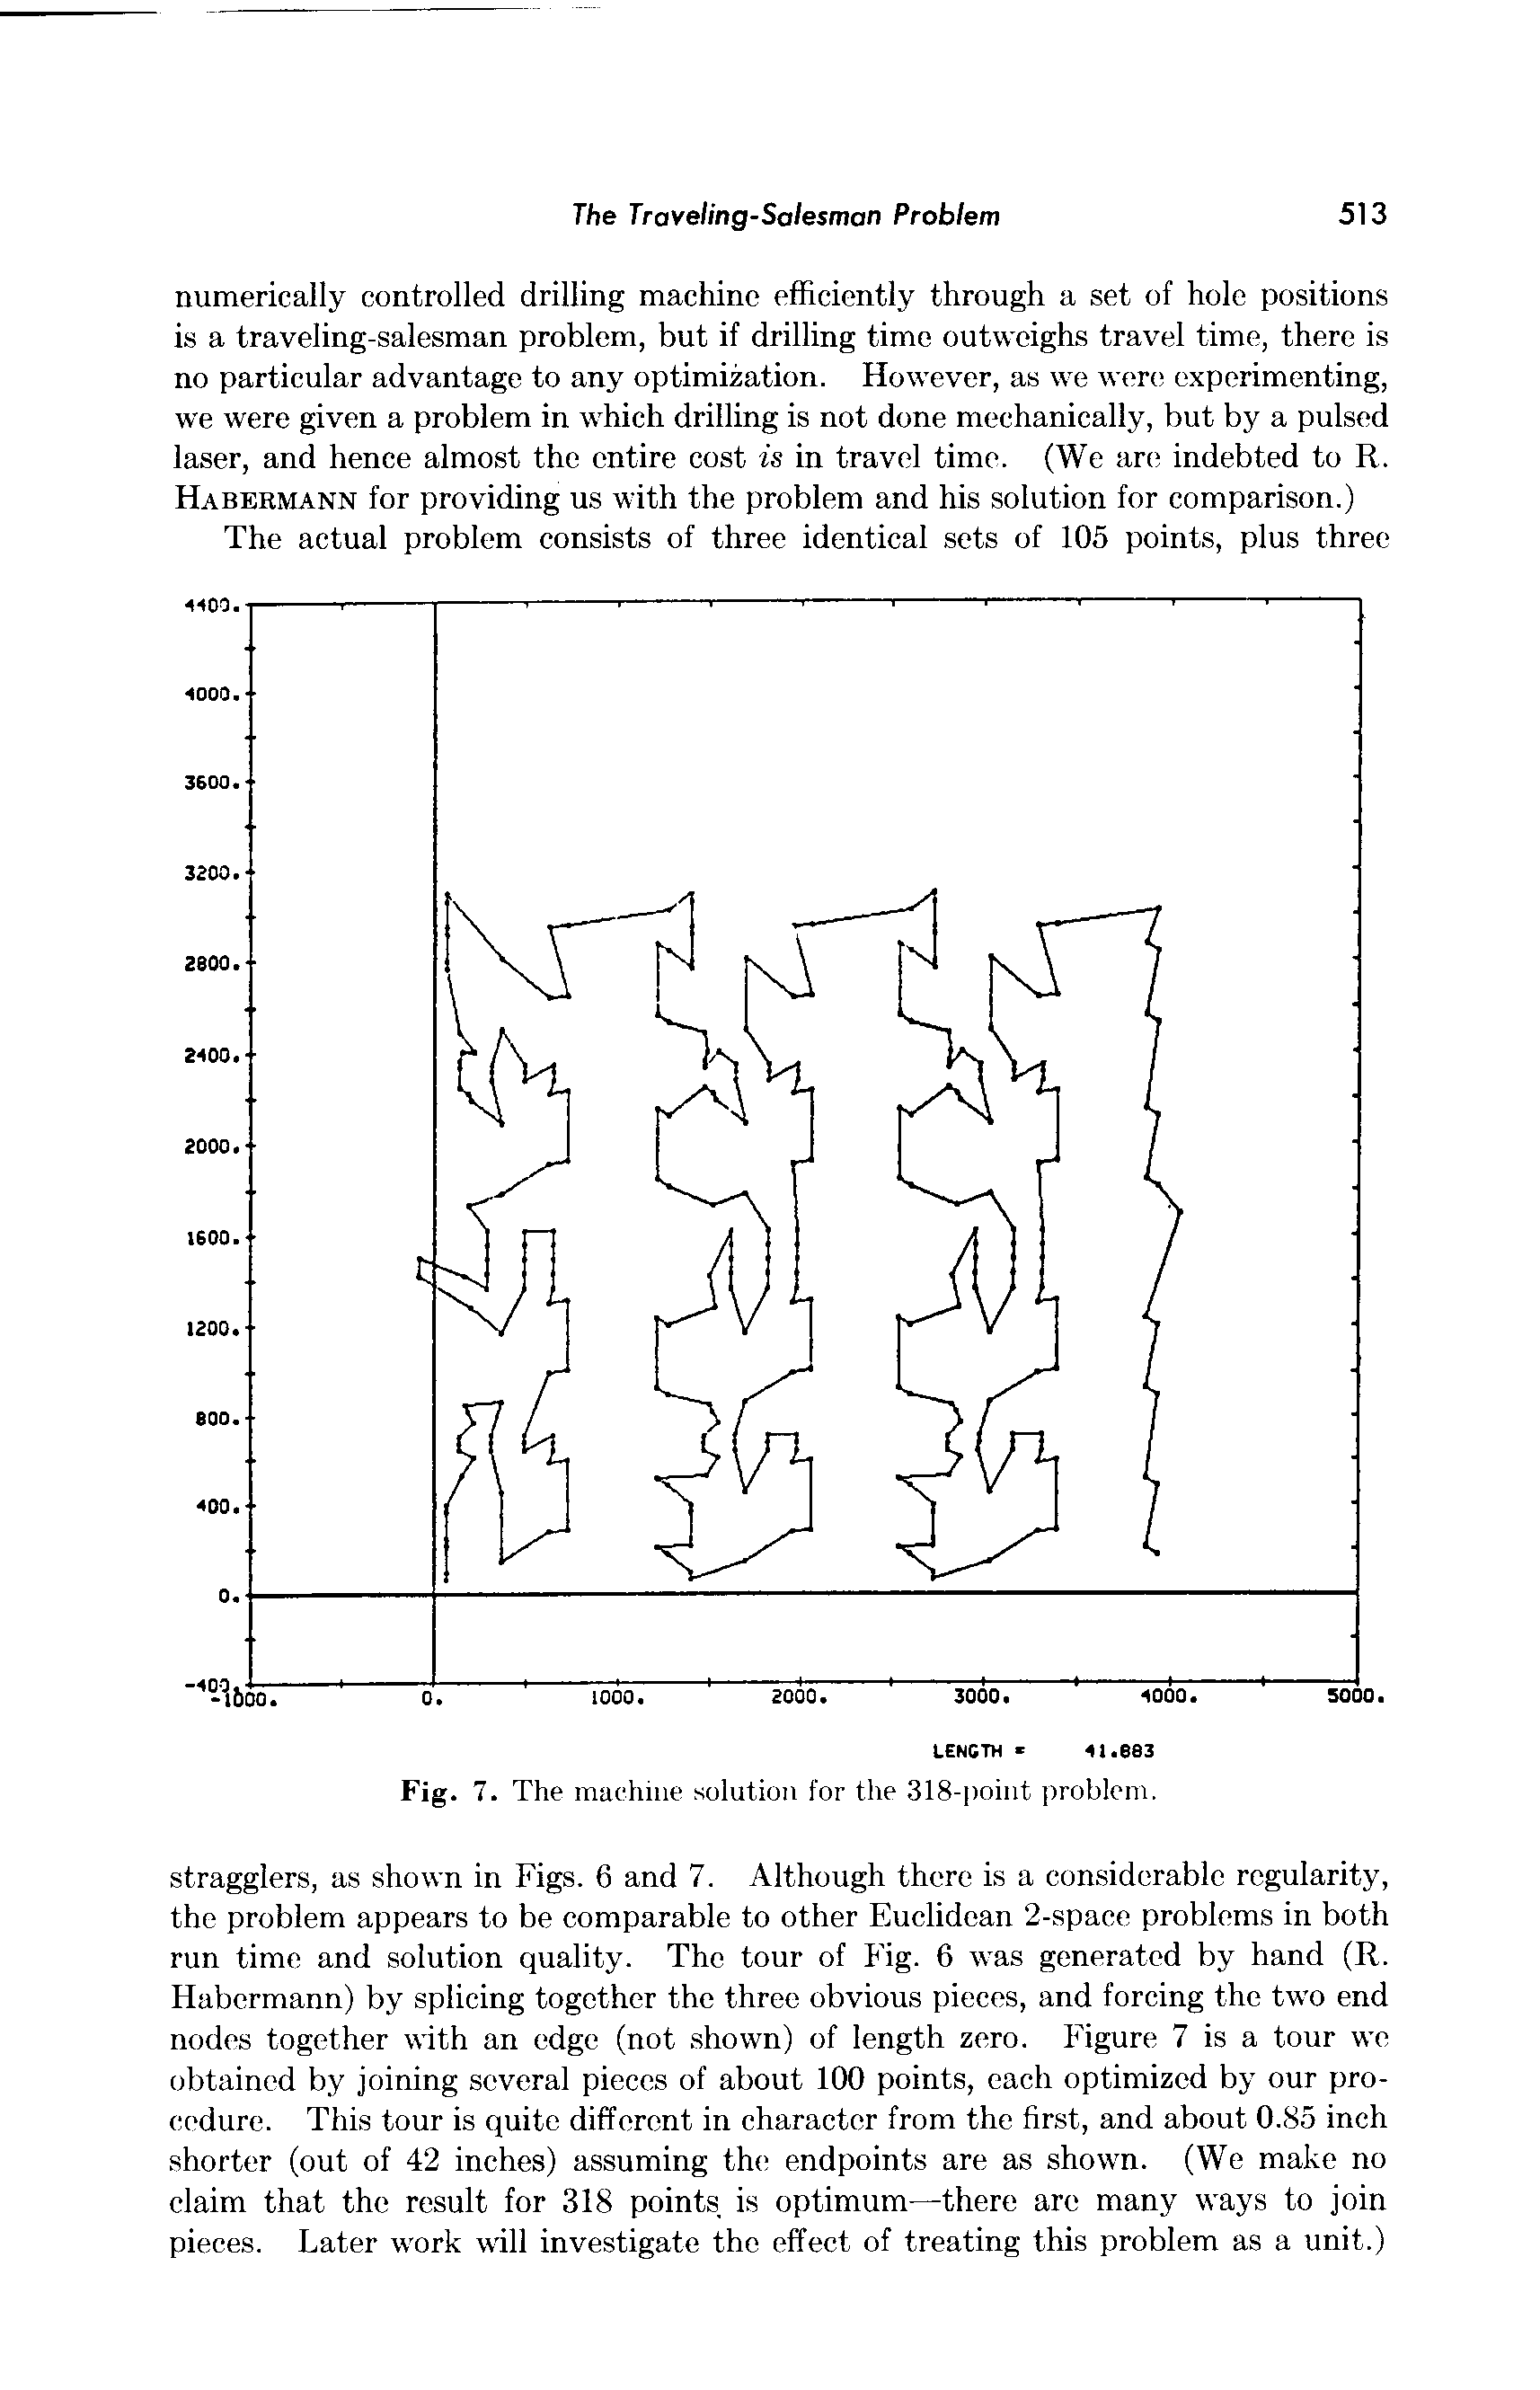 The Traveling-Salesman Problem 513
numerically controlled drilling machine efficiently through a set of hole positions
is a traveling-salesman problem, but if drilling time outweighs travel time, there is
no particular advantage to any optimization. However, as we were experimenting,
we were given a problem in which drilling is not done mechanically, but by a pulsed
laser, and hence almost the entire cost is in travel time. (We are indebted to R.
HABERMANN for providing us with the problem and his solution for comparison.)
The actual problem consists of three identical sets of 105 points, plus three
4400.
4000.
3600.
3200.
2800.
2400.
2000.
1600.
1200.
800.
400.
0.
-400.
-1000. 0. 1000. 2000. 3000. 4000. 5000.
LENGTH = 41.883
Fig. 7. The machine solution for the 318-point problem.
stragglers, as shown in Figs. 6 and 7. Although there is a considerable regularity,
the problem appears to be comparable to other Euclidean 2-space problems in both
run time and solution quality. The tour of Fig. 6 was generated by hand (R.
Habermann) by splicing together the three obvious pieces, and forcing the two end
nodes together with an edge (not shown) of length zero. Figure 7 is a tour we
obtained by joining several pieces of about 100 points, each optimized by our pro-
cedure. This tour is quite different in character from the first, and about 0.85 inch
shorter (out of 42 inches) assuming the endpoints are as shown. (We make no
claim that the result for 318 points is optimum—there are many ways to join
pieces. Later work will investigate the effect of treating this problem as a unit.)